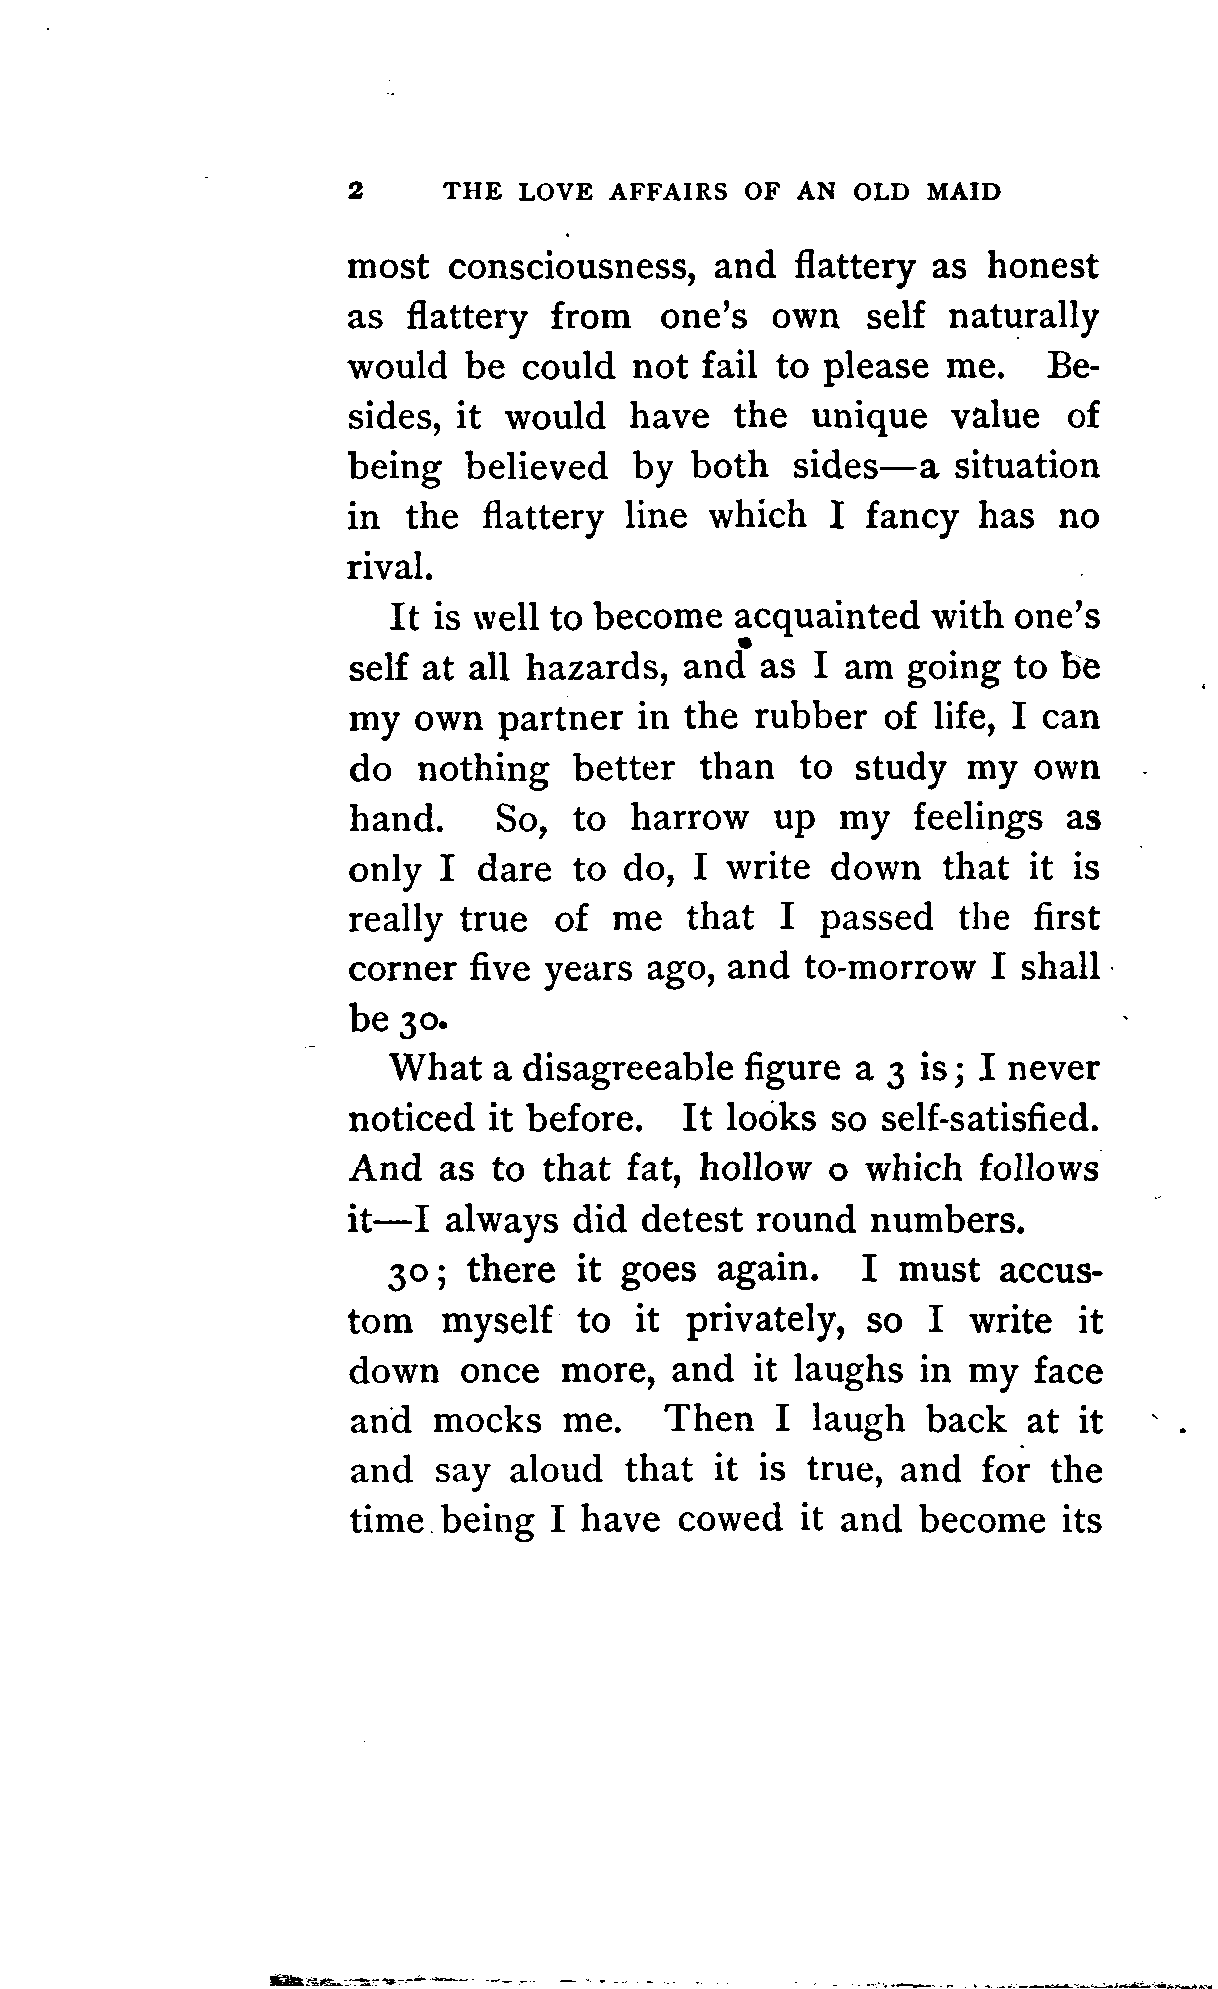 2 THE LOVE AFFAIRS OF AN OLD MAID
most consciousness, and flattery as honest
as flattery from one's own self naturally
would be could not fail to please me. Be-
sides, it would have the unique value of
being believed by both sides—a situation
in the flattery line which I fancy has no
rival.
It is well to become acquainted with one's
self at all hazards, and as I am going to be
my own partner in the rubber of life, I can
do nothing better than to study my own
hand. So, to harrow up my feelings as
only I dare to do, I write down that it is
really true of me that I passed the first
corner five years ago, and to-morrow I shall
be 30.
What a disagreeable figure a 3 is; I never
noticed it before. It looks so self-satisfied.
And as to that fat, hollow 0 which follows
it—I always did detest round numbers.
30; there it goes again. I must accus-
tom myself to it privately, so I write it
down once more, and it laughs in my face
and mocks me. Then I laugh back at it
and say aloud that it is true, and for the
time being I have cowed it and become its